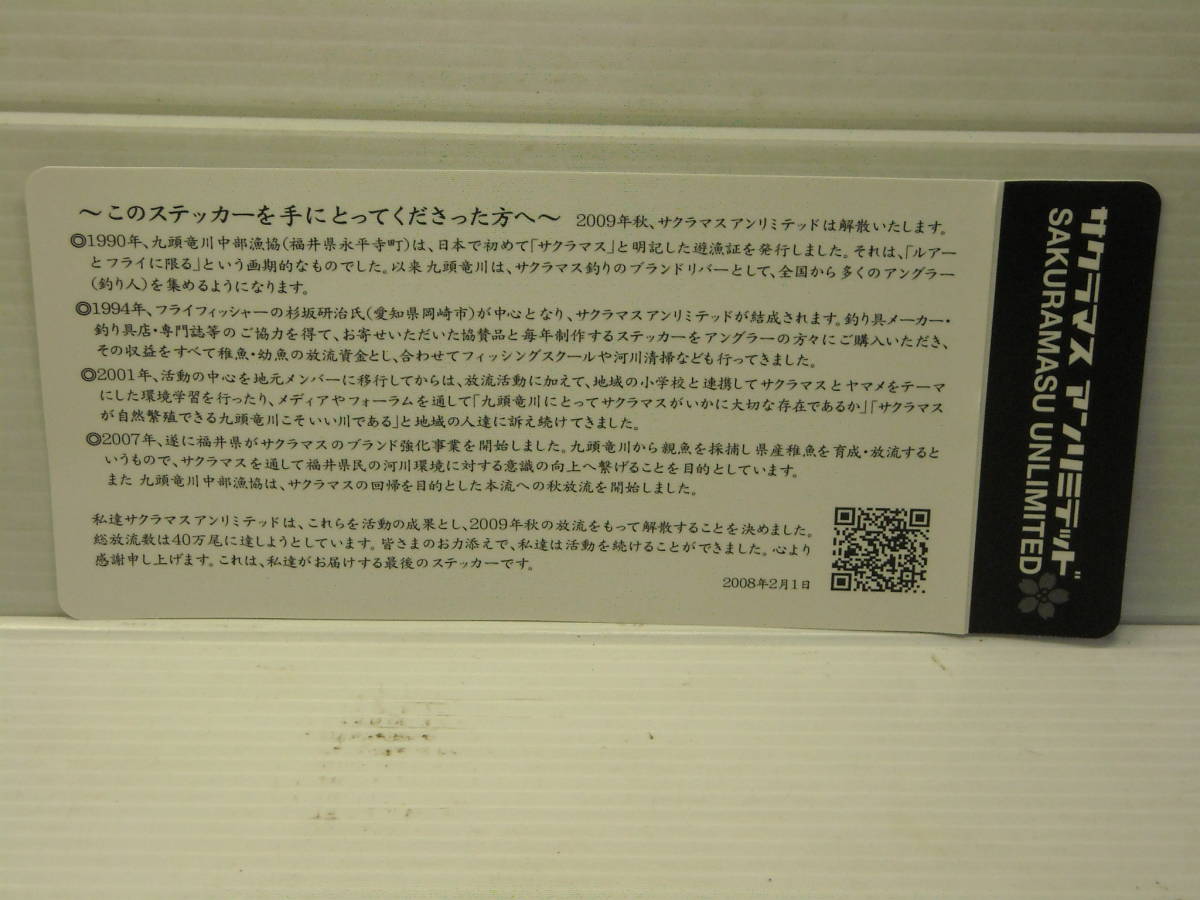 ～このステッカーを手にとってくださった方へ～ 2009年秋、サクラマスアンリミテッドは解散いたします。
◎1990年、九頭竜川中部漁協(福井県永平寺町)は、日本で初めて「サクラマス」と明記した遊漁証を発行しました。それは、「ルアー
とフライに限る」という画期的なものでした。以来九頭竜川は、サクラマス釣りのブランドリバーとして、全国から多くのアングラー
(釣り人)を集めるようになります。
◎1994年、フライフィッシャーの杉坂研治氏(愛知県岡崎市)が中心となり、サクラマスアンリミテッドが結成されます。釣り具メーカー・
釣り具店・専門誌等のご協力を得て、お寄せいただいた協賛品と毎年制作するステッカーをアングラーの方々にご購入いただき、
その収益をすべて稚魚・幼魚の放流資金とし、合わせてフィッシングスクールや河川清掃なども行ってきました。
◎2001年、活動の中心を地元メンバーに移行してからは、放流活動に加えて、地域の小学校と連携してサクラマスとヤマメをテーマ
にした環境学習を行ったり、メディアやフォーラムを通して「九頭竜川にとってサクラマスがいかに大切な存在であるか」「サクラマス
が自然繁殖できる九頭竜川こそいい川である」と地域の人達に訴え続けてきました。
◎2007年、遂に福井県がサクラマスのブランド強化事業を開始しました。九頭竜川から親魚を採捕し県産稚魚を育成・放流すると
いうもので、サクラマスを通して福井県民の河川環境に対する意識の向上へ繋げることを目的としています。
また 九頭竜川中部漁協は、サクラマスの回帰を目的とした本流への秋放流を開始しました。
私達サクラマスアンリミテッドは、これらを活動の成果とし、2009年秋の放流をもって解散することを決めました。
総放流数は40万尾に達しようとしています。皆さまのお力添えで、私達は活動を続けることができました。心より
感謝申し上げます。これは、私達がお届けする最後のステッカーです。
2008年2月1日
サクラマス アンリミテッド
SAKURAMASU UNLIMITED